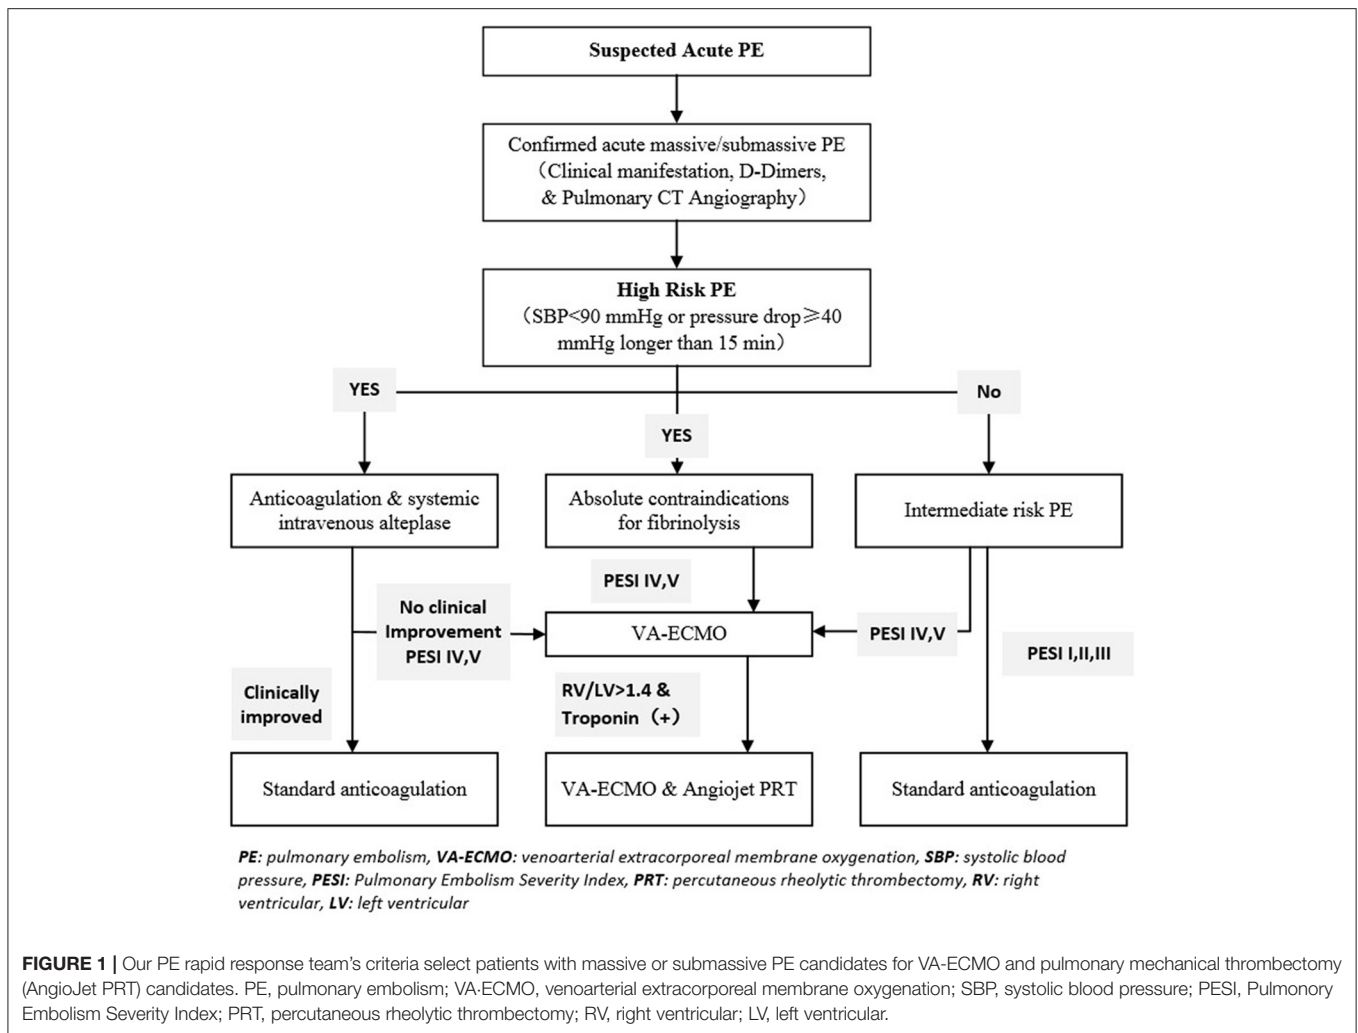 Suspected Acute PE
Confirmed acute massive/submassive PE
（Clinical manifestation, D-Dimers,
& Pulmonary CT Angiography）
High Risk PE
（SBP<90 mmHg or pressure drop≥40
mmHg longer than 15 min）
YES
No
YES
Anticoagulation & systemic
intravenous alteplase
Absolute contraindications
for fibrinolysis
Intermediate risk PE
PESI IV,V
No clinical
Improvement
PESI IV,V
VA-ECMO
PESI IV,V
PESI I,II,III
Clinically
improved
RV/LV>1.4 &
Troponin（+）
Standard anticoagulation
VA-ECMO & Angiojet PRT
Standard anticoagulation
PE: pulmonary embolism, VA-ECMO: venoarterial extracorporeal membrane oxygenation, SBP: systolic blood
pressure, PESI: Pulmonary Embolism Severity Index, PRT: percutaneous rheolytic thrombectomy, RV: right
ventricular, LV: left ventricular
FIGURE 1 | Our PE rapid response team's criteria select patients with massive or submassive PE candidates for VA-ECMO and pulmonary mechanical thrombectomy
(AngioJet PRT) candidates. PE, pulmonary embolism; VA-ECMO, venoarterial extracorporeal membrane oxygenation; SBP, systolic blood pressure; PESI, Pulmonory
Embolism Severity Index; PRT, percutaneous rheolytic thrombectomy; RV, right ventricular; LV, left ventricular.